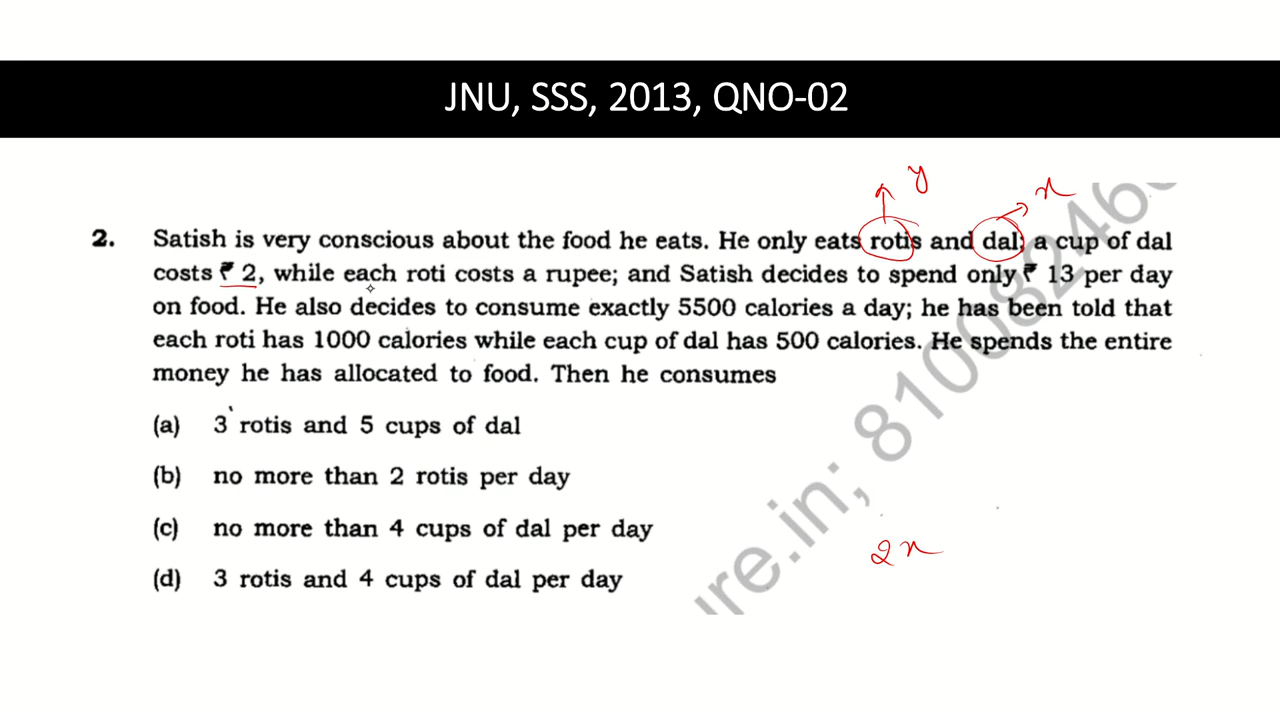 JNU, SSS, 2013, QNO-02
y
x
2. Satish is very conscious about the food he eats. He only eats rotis and dal; a cup of dal
costs ₹ 2, while each roti costs a rupee; and Satish decides to spend only ₹ 13 per day
on food. He also decides to consume exactly 5500 calories a day; he has been told that
each roti has 1000 calories while each cup of dal has 500 calories. He spends the entire
money he has allocated to food. Then he consumes
(a) 3 rotis and 5 cups of dal
(b) no more than 2 rotis per day
(c) no more than 4 cups of dal per day
(d) 3 rotis and 4 cups of dal per day
2x
ure.in; 81008246